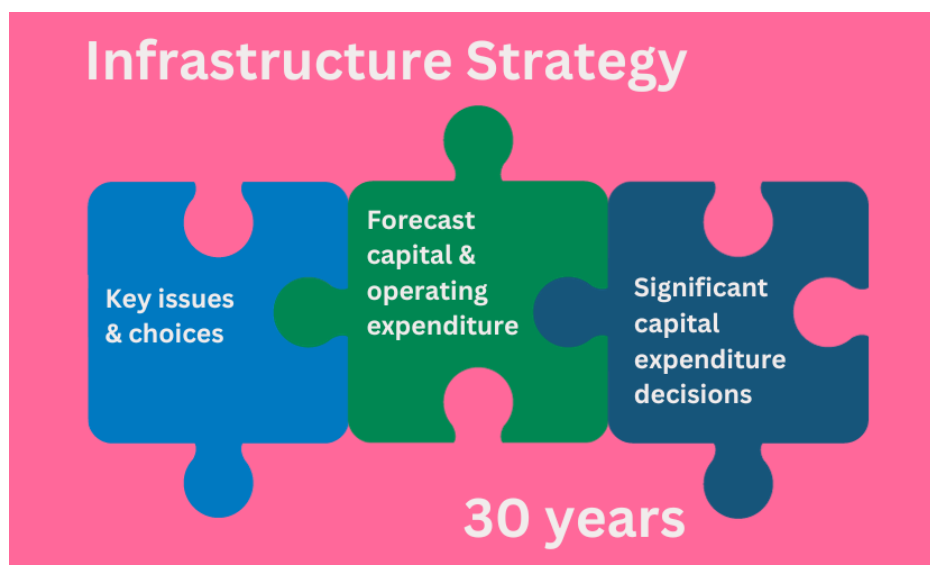 Infrastructure Strategy
Key issues
& choices
Forecast
capital &
operating
expenditure
Significant
capital
expenditure
decisions
30 years